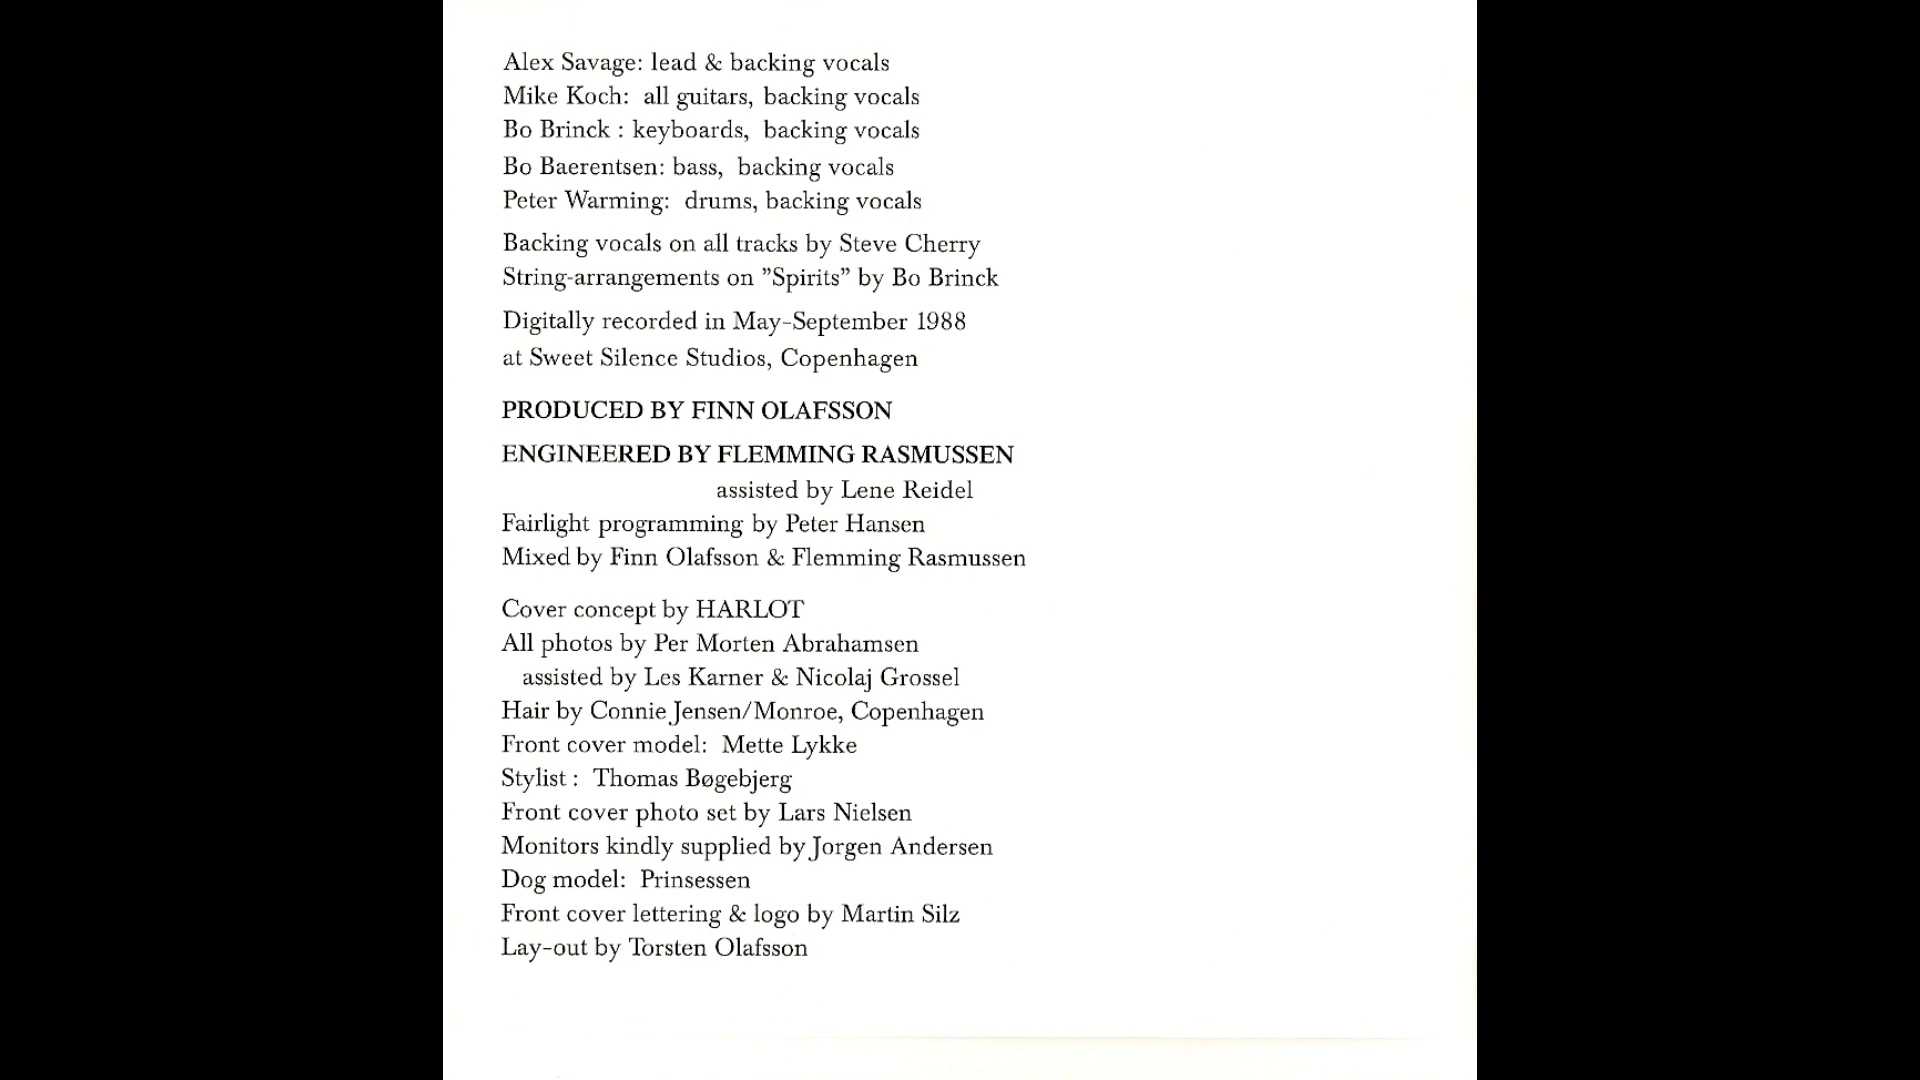 Alex Savage: lead & backing vocals
Mike Koch: all guitars, backing vocals
Bo Brinck : keyboards, backing vocals
Bo Baerentsen: bass, backing vocals
Peter Warming: drums, backing vocals
Backing vocals on all tracks by Steve Cherry
String-arrangements on ”Spirits” by Bo Brinck
Digitally recorded in May-September 1988
at Sweet Silence Studios, Copenhagen
PRODUCED BY FINN OLAFSSON
ENGINEERED BY FLEMMING RASMUSSEN
assisted by Lene Reidel
Fairlight programming by Peter Hansen
Mixed by Finn Olafsson & Flemming Rasmussen
Cover concept by HARLOT
All photos by Per Morten Abrahamsen
assisted by Les Karner & Nicolaj Grossel
Hair by Connie Jensen/Monroe, Copenhagen
Front cover model: Mette Lykke
Stylist : Thomas Bøgebjerg
Front cover photo set by Lars Nielsen
Monitors kindly supplied by Jorgen Andersen
Dog model: Prinsessen
Front cover lettering & logo by Martin Silz
Lay-out by Torsten Olafsson